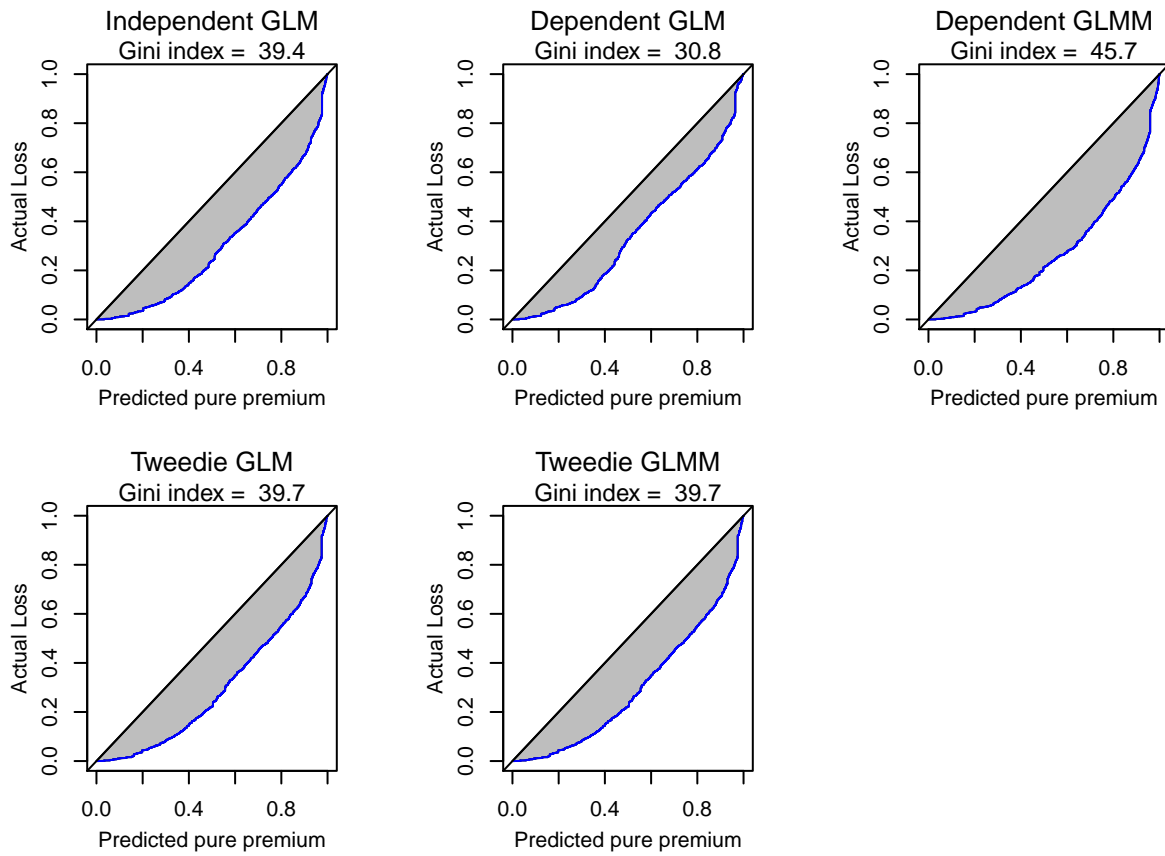 Independent GLM
Gini index = 39.4
Actual Loss
0.0 0.2 0.4 0.6 0.8 1.0
0.0 0.4 0.8
Predicted pure premium
Dependent GLM
Gini index = 30.8
Actual Loss
0.0 0.2 0.4 0.6 0.8 1.0
0.0 0.4 0.8
Predicted pure premium
Dependent GLMM
Gini index = 45.7
Actual Loss
0.0 0.2 0.4 0.6 0.8 1.0
0.0 0.4 0.8
Predicted pure premium
Tweedie GLM
Gini index = 39.7
Actual Loss
0.0 0.2 0.4 0.6 0.8 1.0
0.0 0.4 0.8
Predicted pure premium
Tweedie GLMM
Gini index = 39.7
Actual Loss
0.0 0.2 0.4 0.6 0.8 1.0
0.0 0.4 0.8
Predicted pure premium